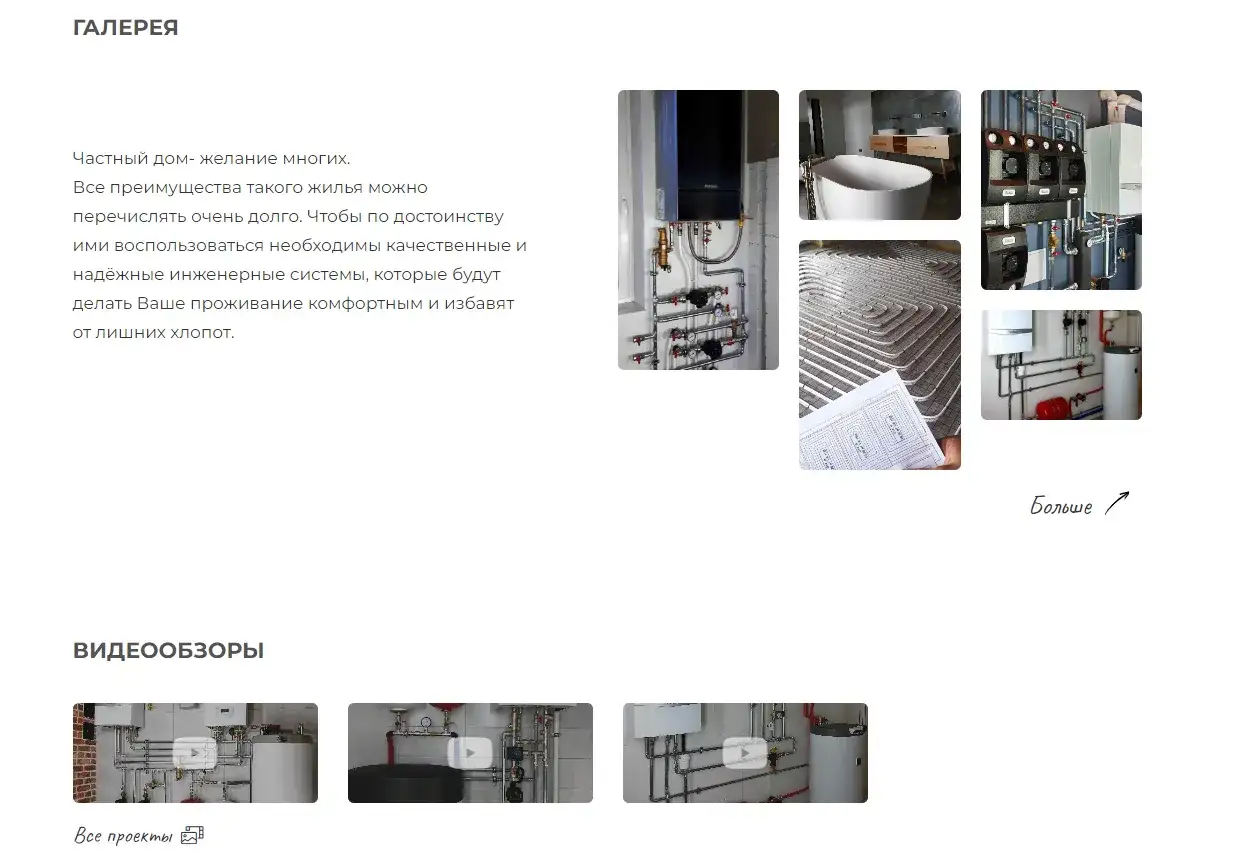 ГАЛЕРЕЯ
Частный дом- желание многих.
Все преимущества такого жилья можно
перечислять очень долго. Чтобы по достоинству
ими воспользоваться необходимы качественные и
надёжные инженерные системы, которые будут
делать Ваше проживание комфортным и избавят
от лишних хлопот.
Больше
ВИДЕООБЗОРЫ
Все проекты